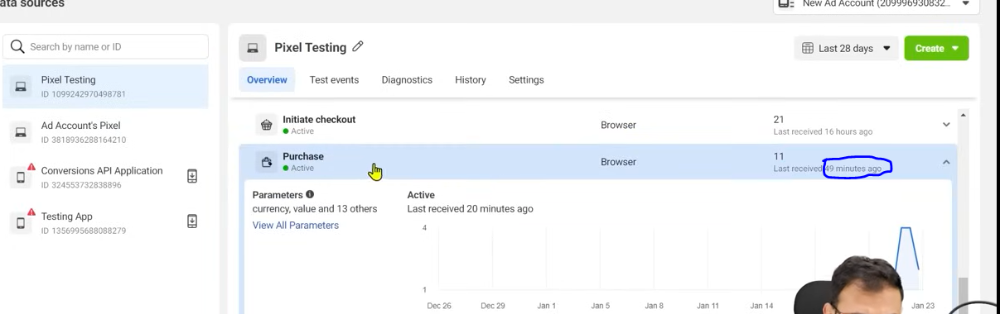 ata sources
New Ad Account (209996930832...
Search by name or ID
Pixel Testing
ID 1099242970498781
Ad Account's Pixel
ID 3818936288164210
Conversions API Application
ID 324553732838896
Testing App
ID 1356995688088279
Pixel Testing
Last 28 days
Create
Overview
Test events
Diagnostics
History
Settings
Initiate checkout
Active
Browser
21
Last received 16 hours ago
Purchase
Active
Browser
11
Last received 49 minutes ago
Parameters
currency, value and 13 others
View All Parameters
Active
Last received 20 minutes ago
4
1
Dec 26
Dec 29
Jan 1
Jan 5
Jan 8
Jan 11
Jan 14
Jan 23